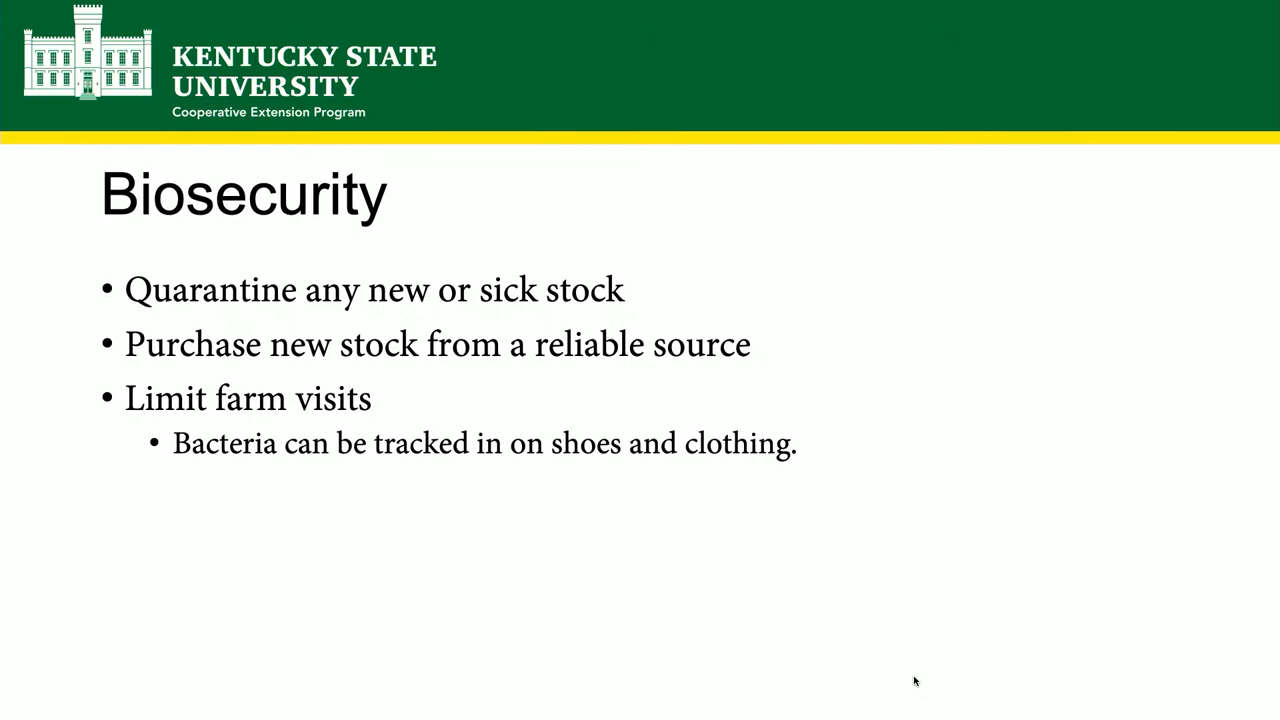 KENTUCKY STATE
UNIVERSITY
Cooperative Extension Program
Biosecurity
• Quarantine any new or sick stock
• Purchase new stock from a reliable source
• Limit farm visits
• Bacteria can be tracked in on shoes and clothing.